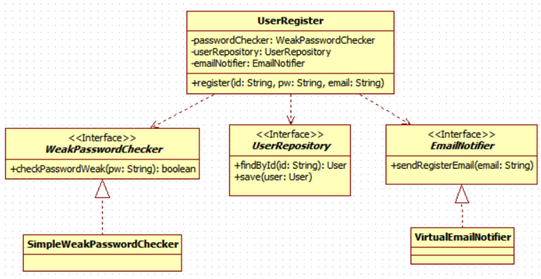 UserRegister
-passwordChecker: WeakPasswordChecker
-userRepository: UserRepository
-emailNotifier: EmailNotifier
+register(id: String, pw: String, email: String)
<<Interface>>
WeakPasswordChecker
+checkPasswordWeak(pw: String): boolean
<<Interface>>
UserRepository
+findById(id: String): User
+save(user: User)
<<Interface>>
EmailNotifier
+sendRegisterEmail(email: String)
SimpleWeakPasswordChecker
VirtualEmailNotifier